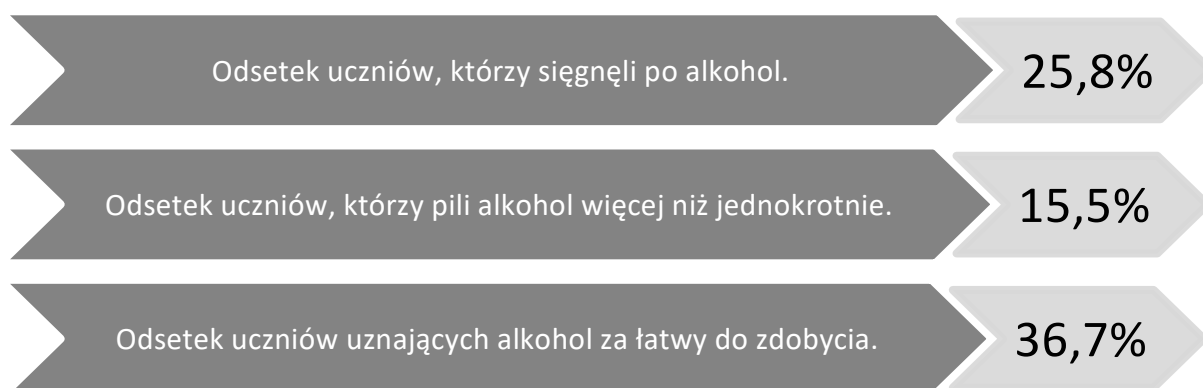 Odsetek uczniów, którzy sięgnęli po alkohol.
25,8%
Odsetek uczniów, którzy pili alkohol więcej niż jednokrotnie.
15,5%
Odsetek uczniów uznających alkohol za łatwy do zdobycia.
36,7%